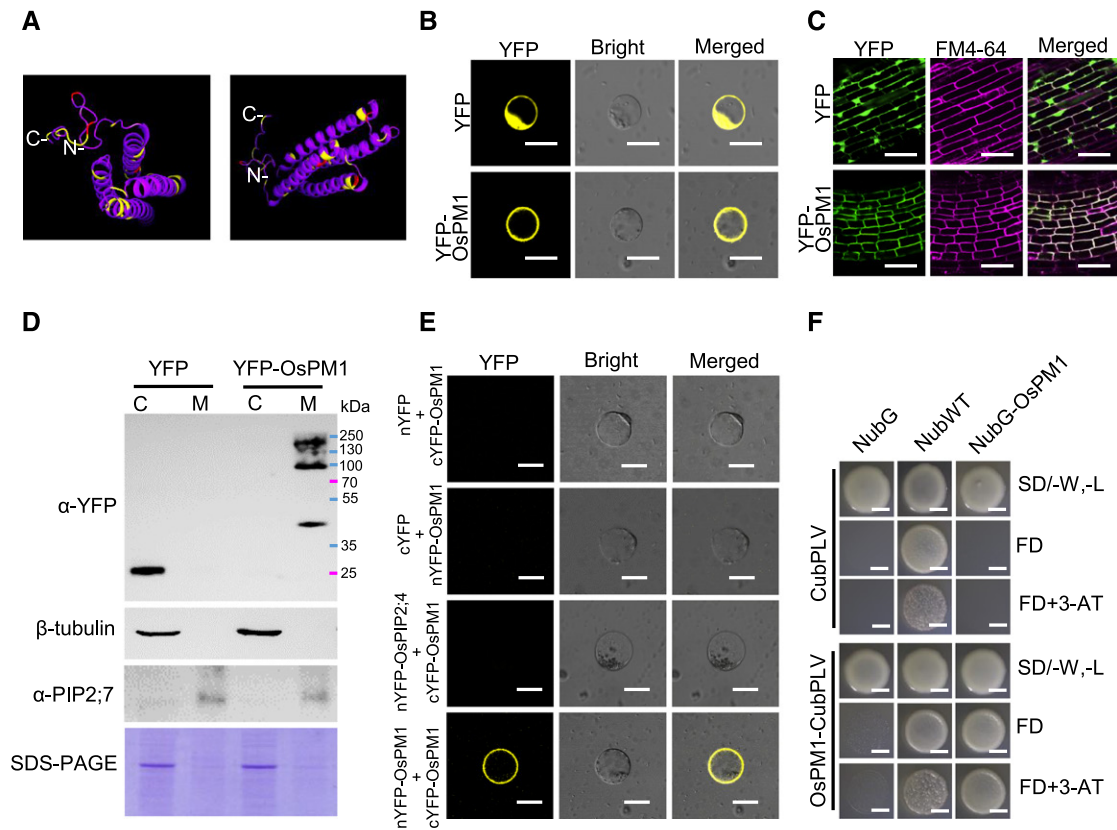 A
C-
N-
C-
N-
B
YFP Bright Merged
YFP
YFP-
OsPM1
C
YFP FM4-64 Merged
YFP
YFP-
OsPM1
D
YFP YFP-OsPM1
C M C M kDa
250
130
100
70
55
35
25
α-YFP
β-tubulin
α-PIP2;7
SDS-PAGE
E
YFP Bright Merged
nYFP
+
cYFP-OsPM1
cYFP
+
nYFP-OsPM1
nYFP-OsPIP2;4
+
cYFP-OsPM1
nYFP-OsPM1
+
cYFP-OsPM1
F
NubG NubWT NubG-OsPM1
CubPLV
SD/-W,-L
FD
FD+3-AT
OsPM1-CubPLV
SD/-W,-L
FD
FD+3-AT